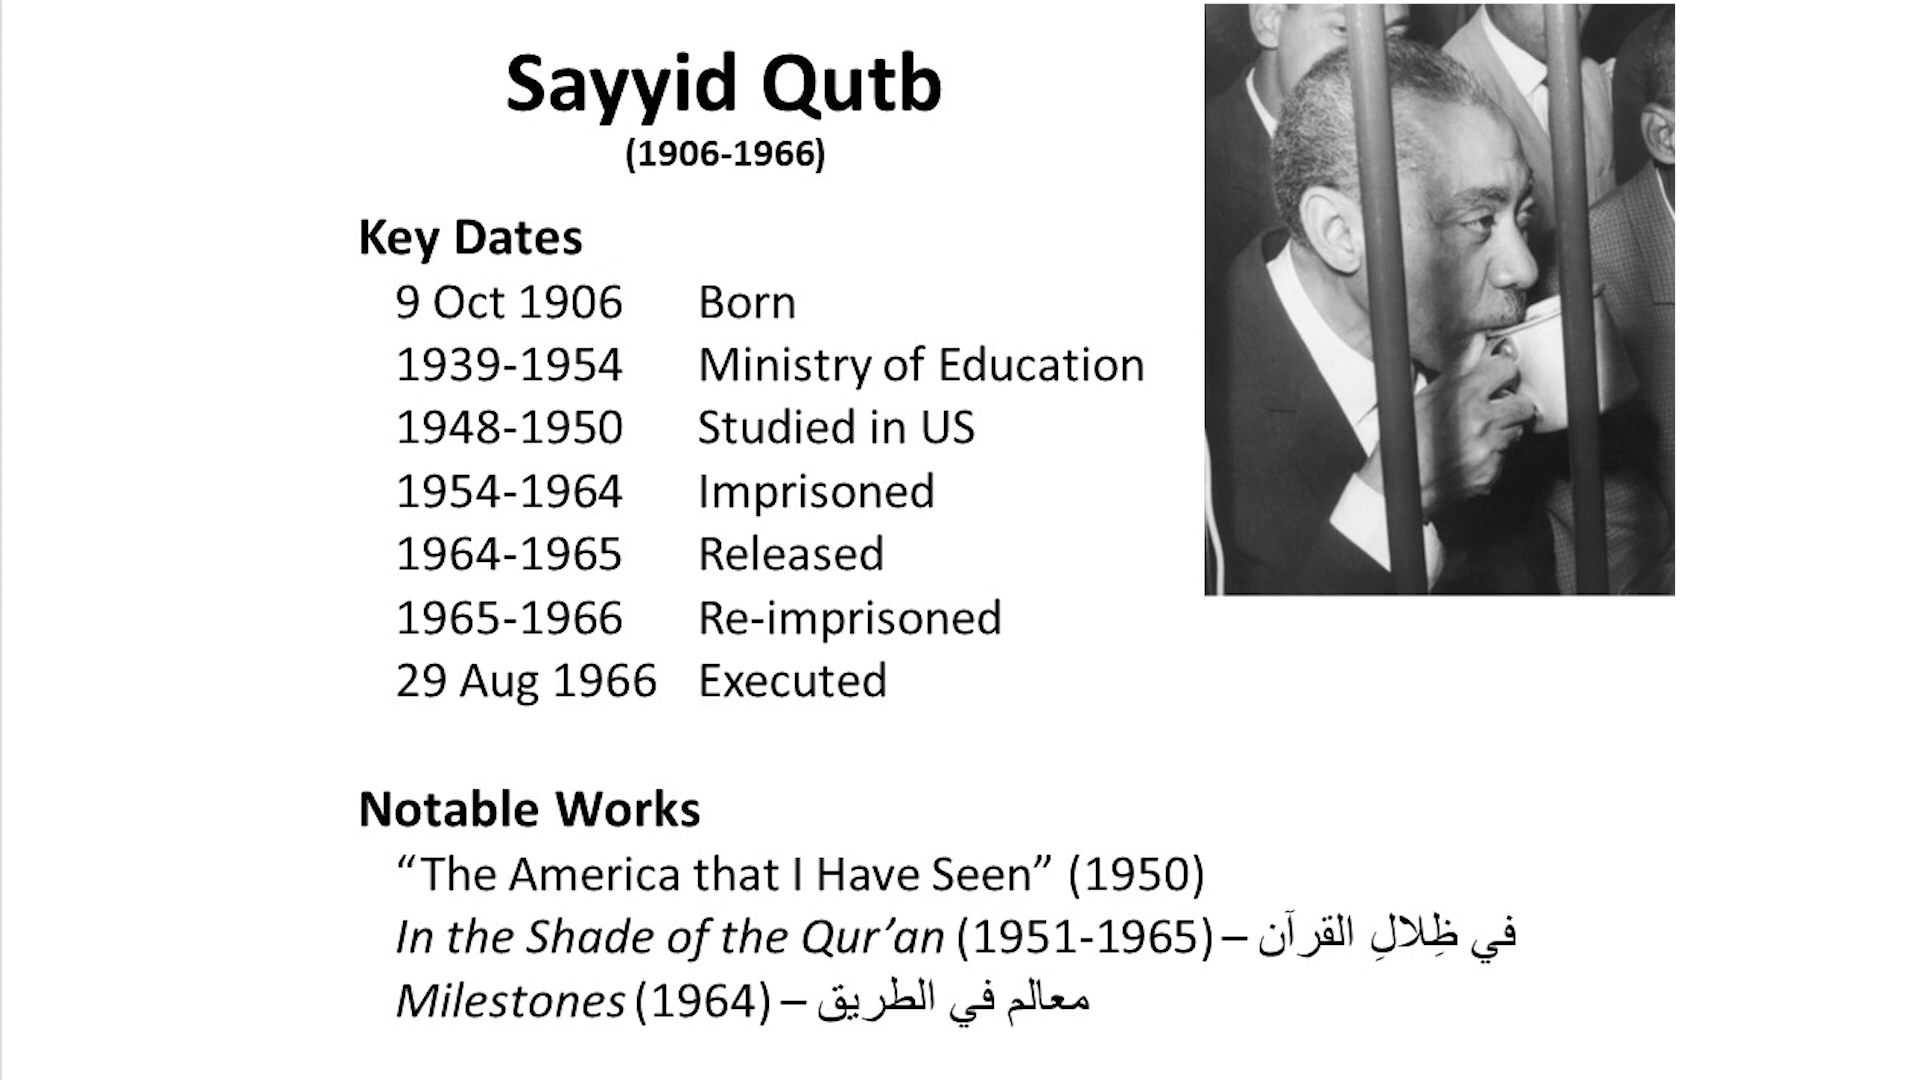 Sayyid Qutb
(1906-1966)
Key Dates
9 Oct 1906 Born
1939-1954 Ministry of Education
1948-1950 Studied in US
1954-1964 Imprisoned
1964-1965 Released
1965-1966 Re-imprisoned
29 Aug 1966 Executed
Notable Works
“The America that I Have Seen” (1950)
In the Shade of the Qur’an (1951-1965) – في ظِلالِ القرآن
Milestones (1964) – معالم في الطريق